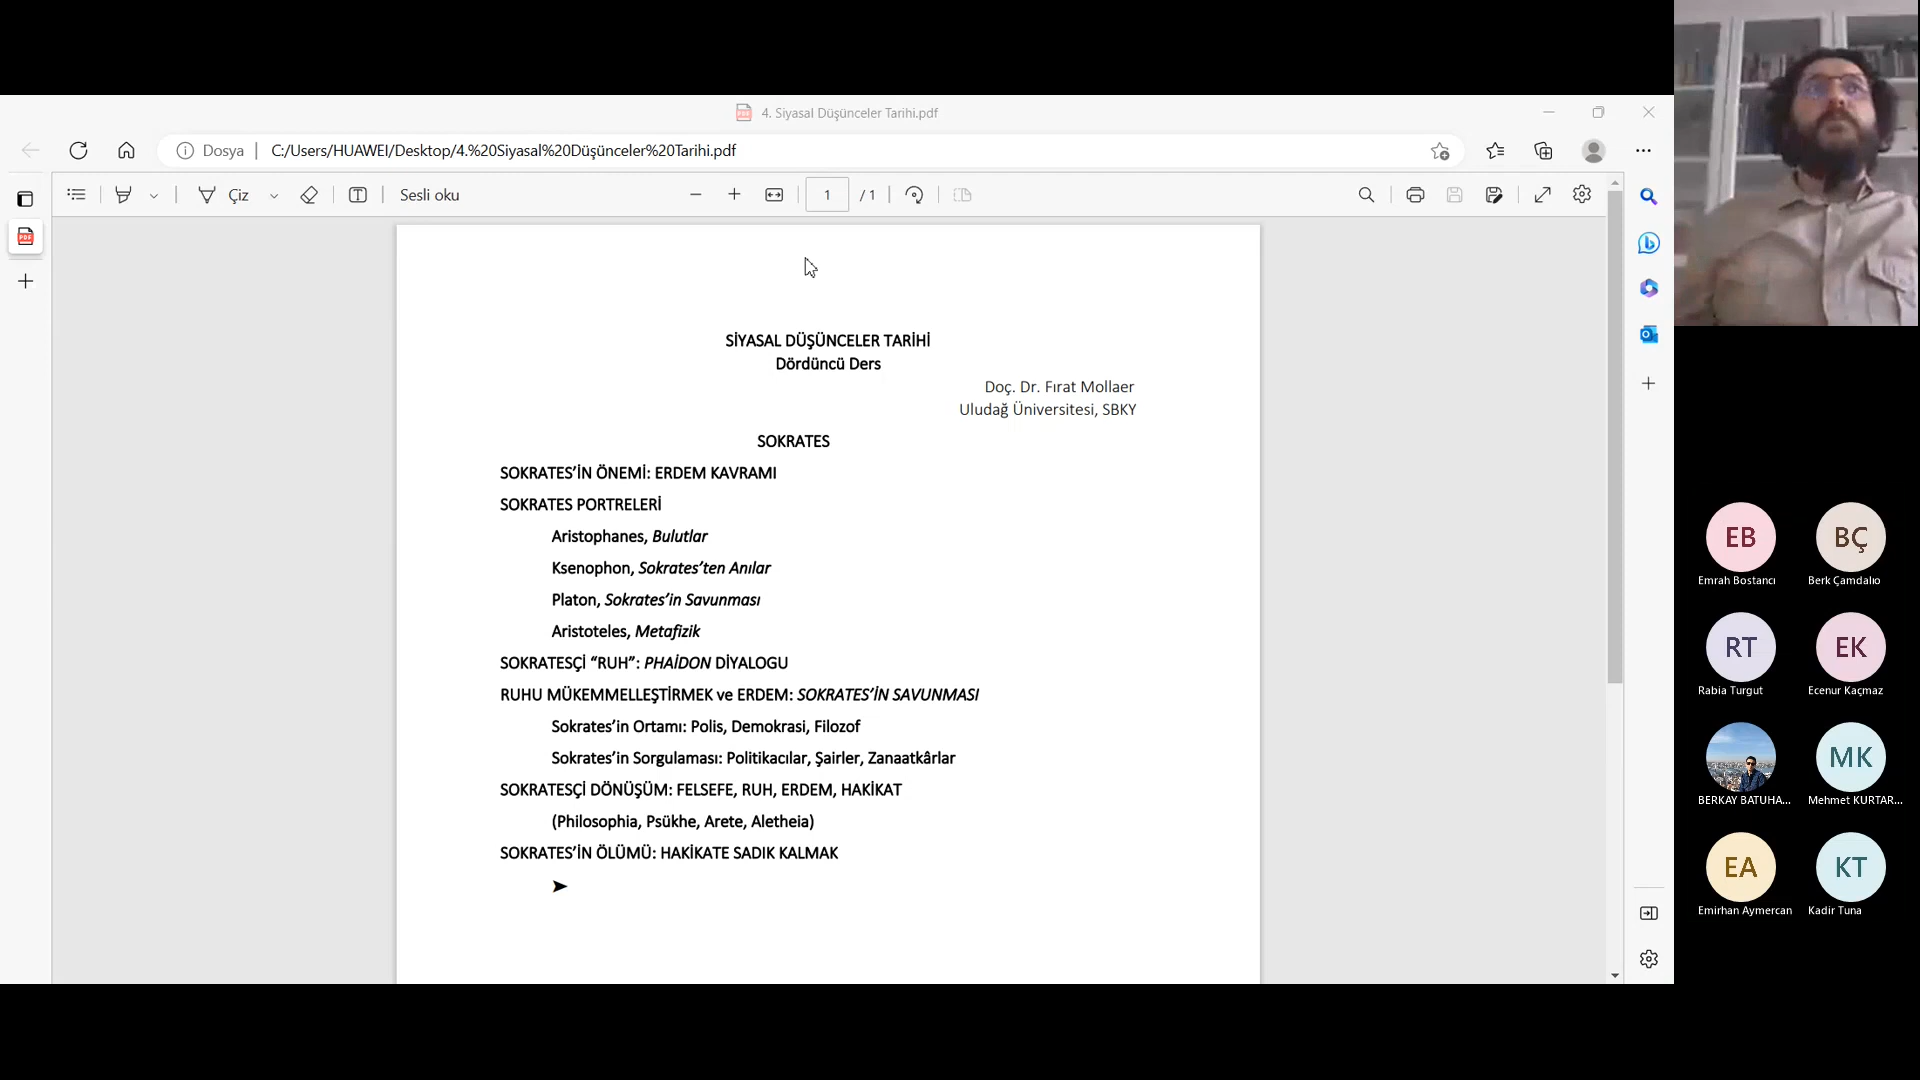 4. Siyasal Düşünceler Tarihi.pdf
Dosya
C:/Users/HUAWEI/Desktop/4.%20Siyasal%20Düşünceler%20Tarihi.pdf
Çiz
Sesli oku
1
/ 1
SİYASAL DÜŞÜNCELER TARİHİ
Dördüncü Ders
Doç. Dr. Fırat Mollaer
Uludağ Üniversitesi, SBKY
SOKRATES
SOKRATES’İN ÖNEMİ: ERDEM KAVRAMI
SOKRATES PORTRELERİ
Aristophanes, Bulutlar
Ksenophon, Sokrates’ten Anılar
Platon, Sokrates’in Savunması
Aristoteles, Metafizik
SOKRATESÇİ “RUH”: PHAİDON DİYALOGU
RUHU MÜKEMMELLEŞTİRMEK ve ERDEM: SOKRATES’İN SAVUNMASI
Sokrates’in Ortamı: Polis, Demokrasi, Filozof
Sokrates’in Sorgulaması: Politikacılar, Şairler, Zanaatkârlar
SOKRATESÇİ DÖNÜŞÜM: FELSEFE, RUH, ERDEM, HAKİKAT
(Philosophia, Psükhe, Arete, Aletheia)
SOKRATES’İN ÖLÜMÜ: HAKİKATE SADIK KALMAK
EB
Emrah Bostancı
BÇ
Berk Çamdalıo
RT
Rabia Turgut
EK
Ecenur Kaçmaz
BERKAY BATUHA...
MK
Mehmet KURTAR...
EA
Emirhan Aymercan
KT
Kadir Tuna